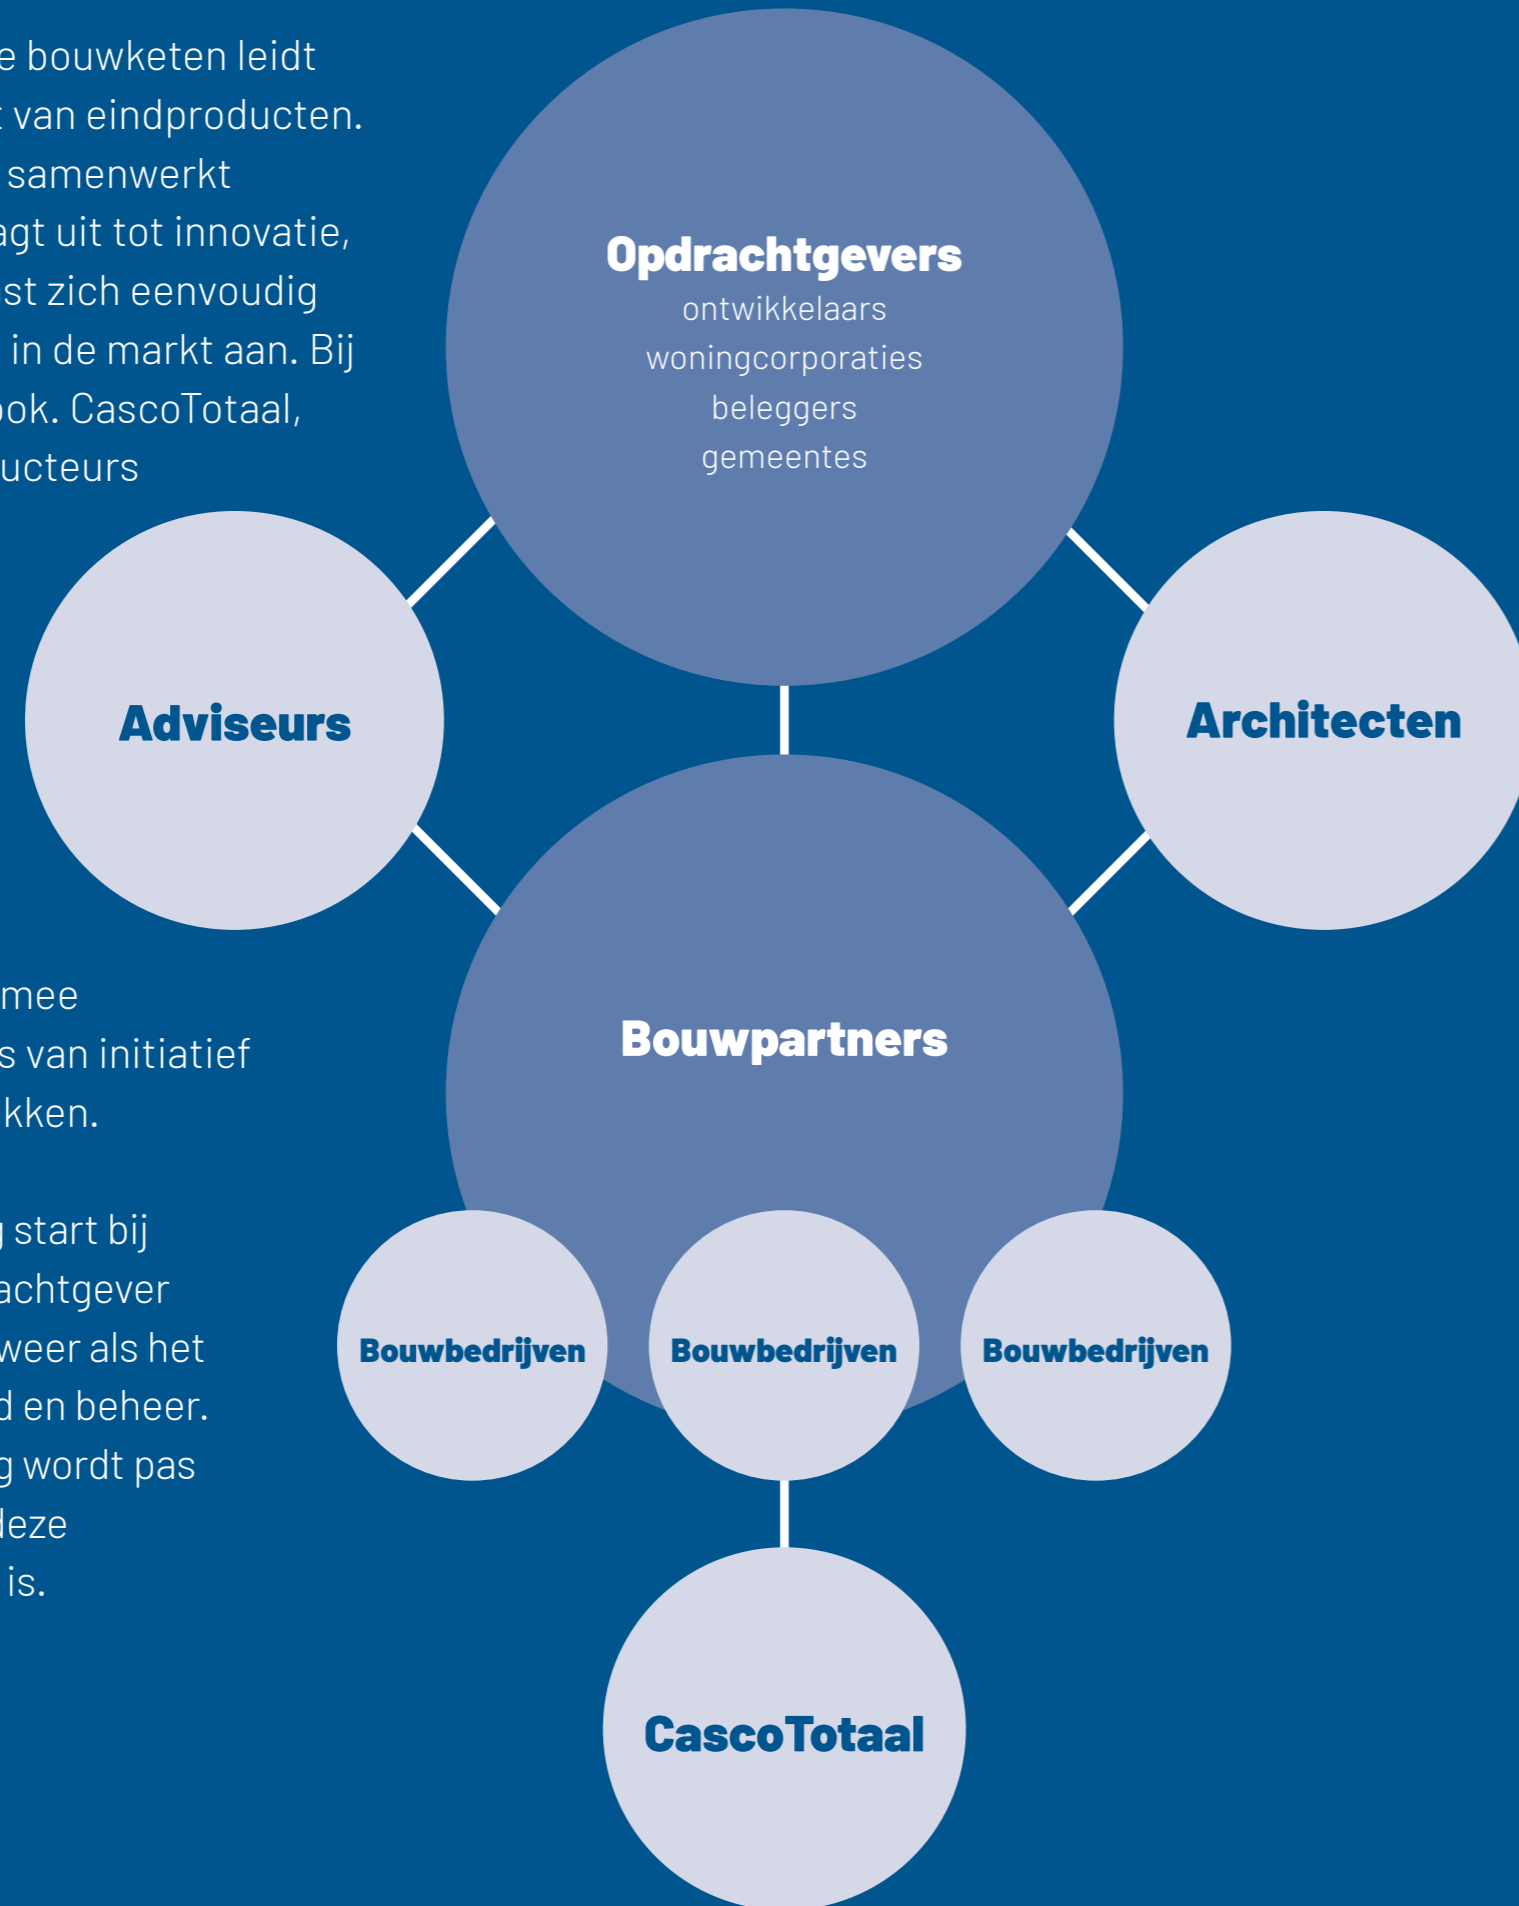 e bouwketen leidt
t van eindproducten.
samenwerkt
agt uit tot innovatie,
st zich eenvoudig
in de markt aan. Bij
ook. CascoTotaal,
ucteurs
Opdrachtgevers
ontwikkelaars
woningcorporaties
beleggers
gemeentes
Adviseurs
Architecten
mee
s van initiatief
kken.
Bouwpartners
g start bij
achtgever
weer als het
d en beheer.
g wordt pas
deze
is.
Bouwbedrijven
Bouwbedrijven
Bouwbedrijven
CascoTotaal